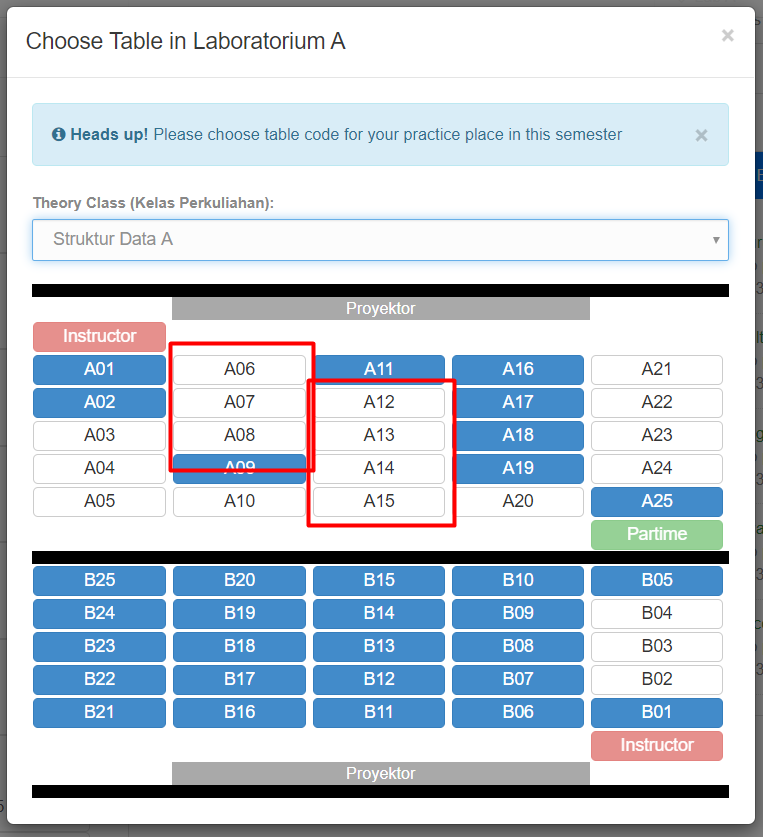 Choose Table in Laboratorium A ×
Heads up! Please choose table code for your practice place in this semester ×
Theory Class (Kelas Perkuliahan):
Struktur Data A
Proyektor
Instructor
A01 A06 A11 A16 A21
A02 A07 A12 A17 A22
A03 A08 A13 A18 A23
A04 A09 A14 A19 A24
A05 A10 A15 A20 A25
Partime
B25 B20 B15 B10 B05
B24 B19 B14 B09 B04
B23 B18 B13 B08 B03
B22 B17 B12 B07 B02
B21 B16 B11 B06 B01
Instructor
Proyektor